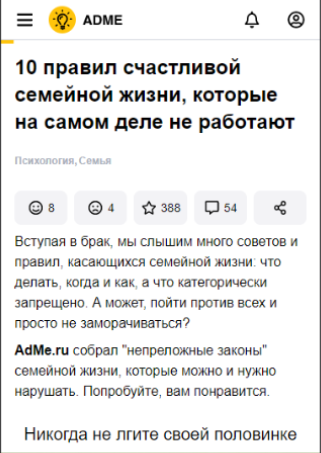 ADME
10 правил счастливой
семейной жизни, которые
на самом деле не работают
Психология, Семья
8 4 388 54
Вступая в брак, мы слышим много советов и
правил, касающихся семейной жизни: что
делать, когда и как, а что категорически
запрещено. А может, пойти против всех и
просто не заморачиваться?
AdMe.ru собрал "непреложные законы"
семейной жизни, которые можно и нужно
нарушать. Попробуйте, вам понравится.
Никогда не лгите своей половинке